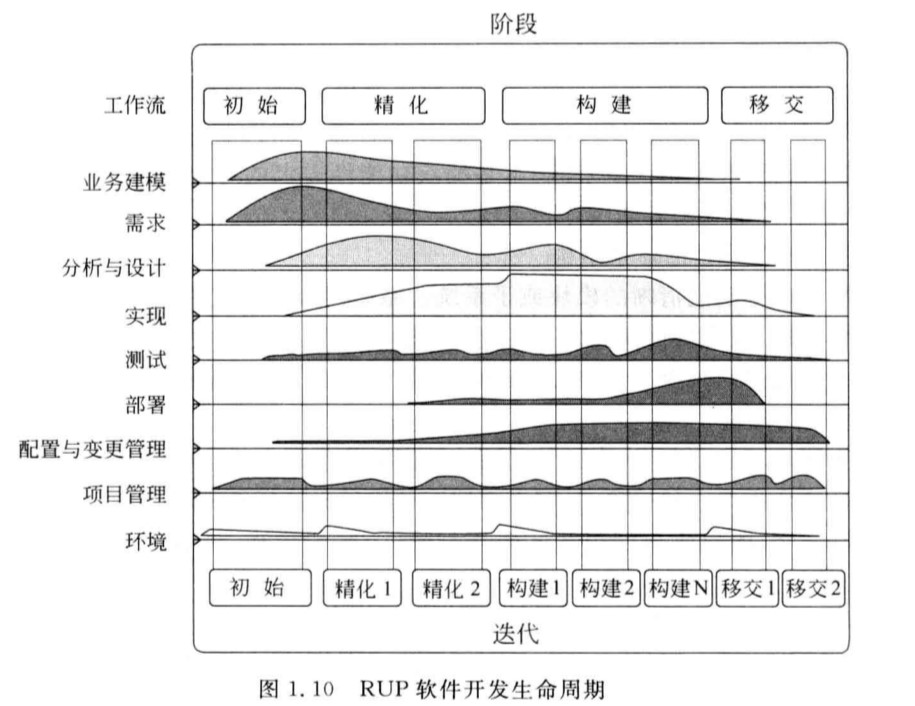 阶段
工作流
初始 精化 构建 移交
业务建模
需求
分析与设计
实现
测试
部署
配置与变更管理
项目管理
环境
初始 精化1 精化2 构建1 构建2 构建N 移交1 移交2
迭代
图1.10 RUP软件开发生命周期